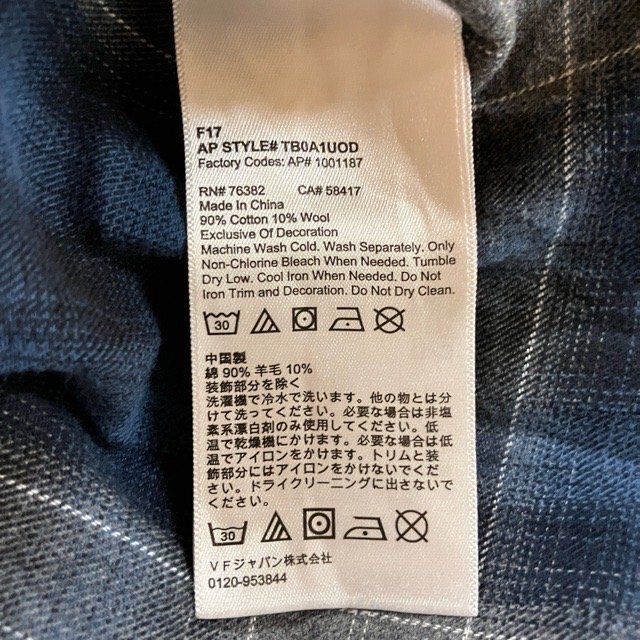 F17
AP STYLE# TB0A1UOD
Factory Codes: AP# 1001187
RN# 76382 CA# 58417
Made In China
90% Cotton 10% Wool
Exclusive Of Decoration
Machine Wash Cold. Wash Separately. Only
Non-Chlorine Bleach When Needed. Tumble
Dry Low. Cool Iron When Needed. Do Not
Iron Trim and Decoration. Do Not Dry Clean.
30
中国製
綿 90% 羊毛 10%
装飾部分を除く
洗濯機で冷水で洗います。他の物とは分
けて洗ってください。必要な場合は非塩
素系漂白剤のみを使用してください。低
温で乾燥機にかけます。必要な場合は低
温でアイロンをかけます。トリムと装
飾部分にはアイロンをかけないでくださ
い。ドライクリーニングに出さないで
ください。
30
VFジャパン株式会社
0120-953844